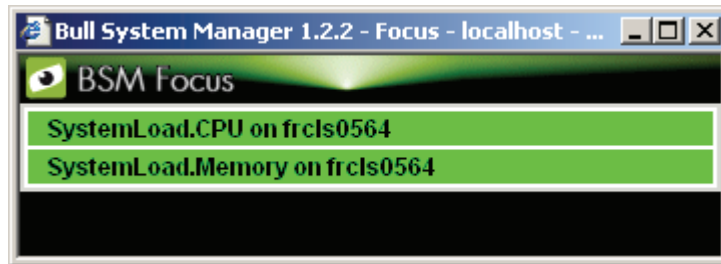 Bull System Manager 1.2.2 - Focus - localhost - ...
BSM Focus
SystemLoad.CPU on frcls0564
SystemLoad.Memory on frcls0564